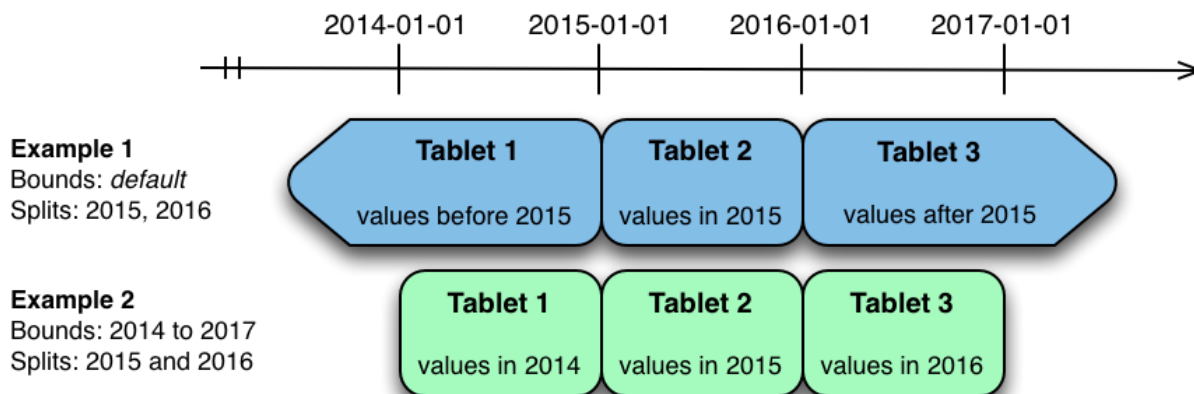 2014-01-01 2015-01-01 2016-01-01 2017-01-01
Example 1
Bounds: default
Splits: 2015, 2016
Tablet 1 Tablet 2 Tablet 3
values before 2015 values in 2015 values after 2015
Example 2
Bounds: 2014 to 2017
Splits: 2015 and 2016
Tablet 1 Tablet 2 Tablet 3
values in 2014 values in 2015 values in 2016